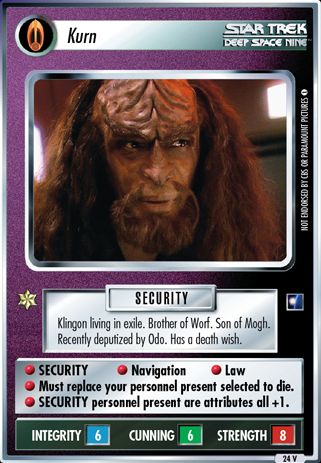 Kurn
STAR TREK
DEEP SPACE NINE™
NOT ENDORSED BY CBS OR PARAMOUNT PICTURES
SECURITY
Klingon living in exile. Brother of Worf. Son of Mogh.
Recently deputized by Odo. Has a death wish.
• SECURITY • Navigation • Law
• Must replace your personnel present selected to die.
• SECURITY personnel present are attributes all +1.
INTEGRITY 6 CUNNING 6 STRENGTH 8
24 V